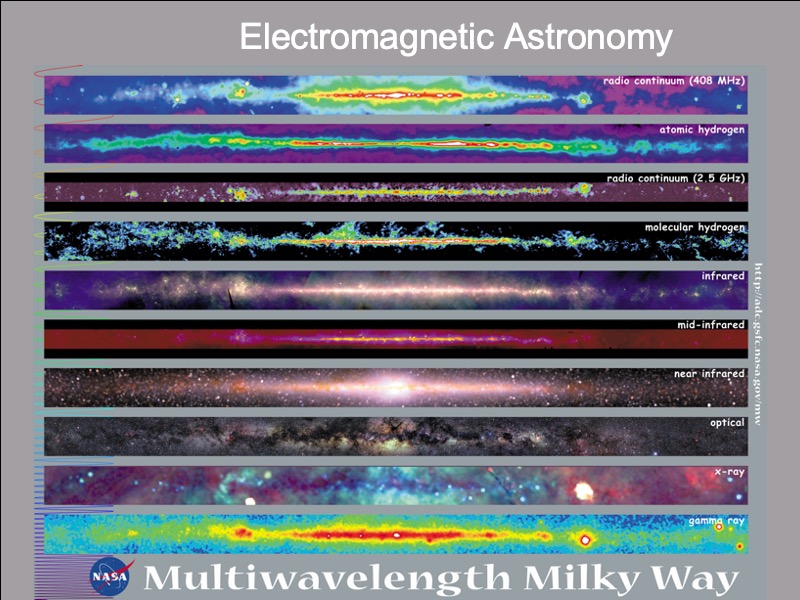 Electromagnetic Astronomy
radio continuum (408 MHz)
atomic hydrogen
radio continuum (2.5 GHz)
molecular hydrogen
infrared
mid-infrared
near infrared
optical
x-ray
gamma ray
http://adc.gsfc.nasa.gov/mw
NASA
Multiwavelength Milky Way